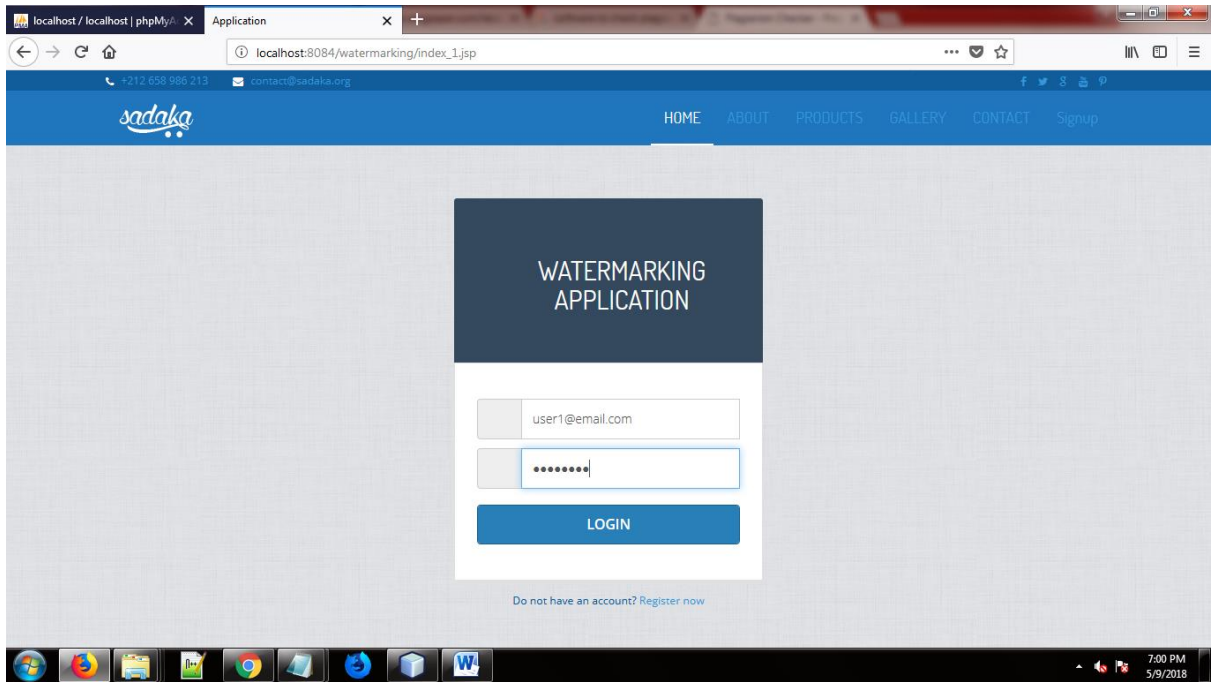 localhost / localhost | phpMyA
Application
localhost:8084/watermarking/index_1.jsp
+212 658 986 213 contact@sadaka.org
sadaka
HOME ABOUT PRODUCTS GALLERY CONTACT Signup
WATERMARKING
APPLICATION
user1@email.com
••••••••
LOGIN
Do not have an account? Register now
7:00 PM
5/9/2018